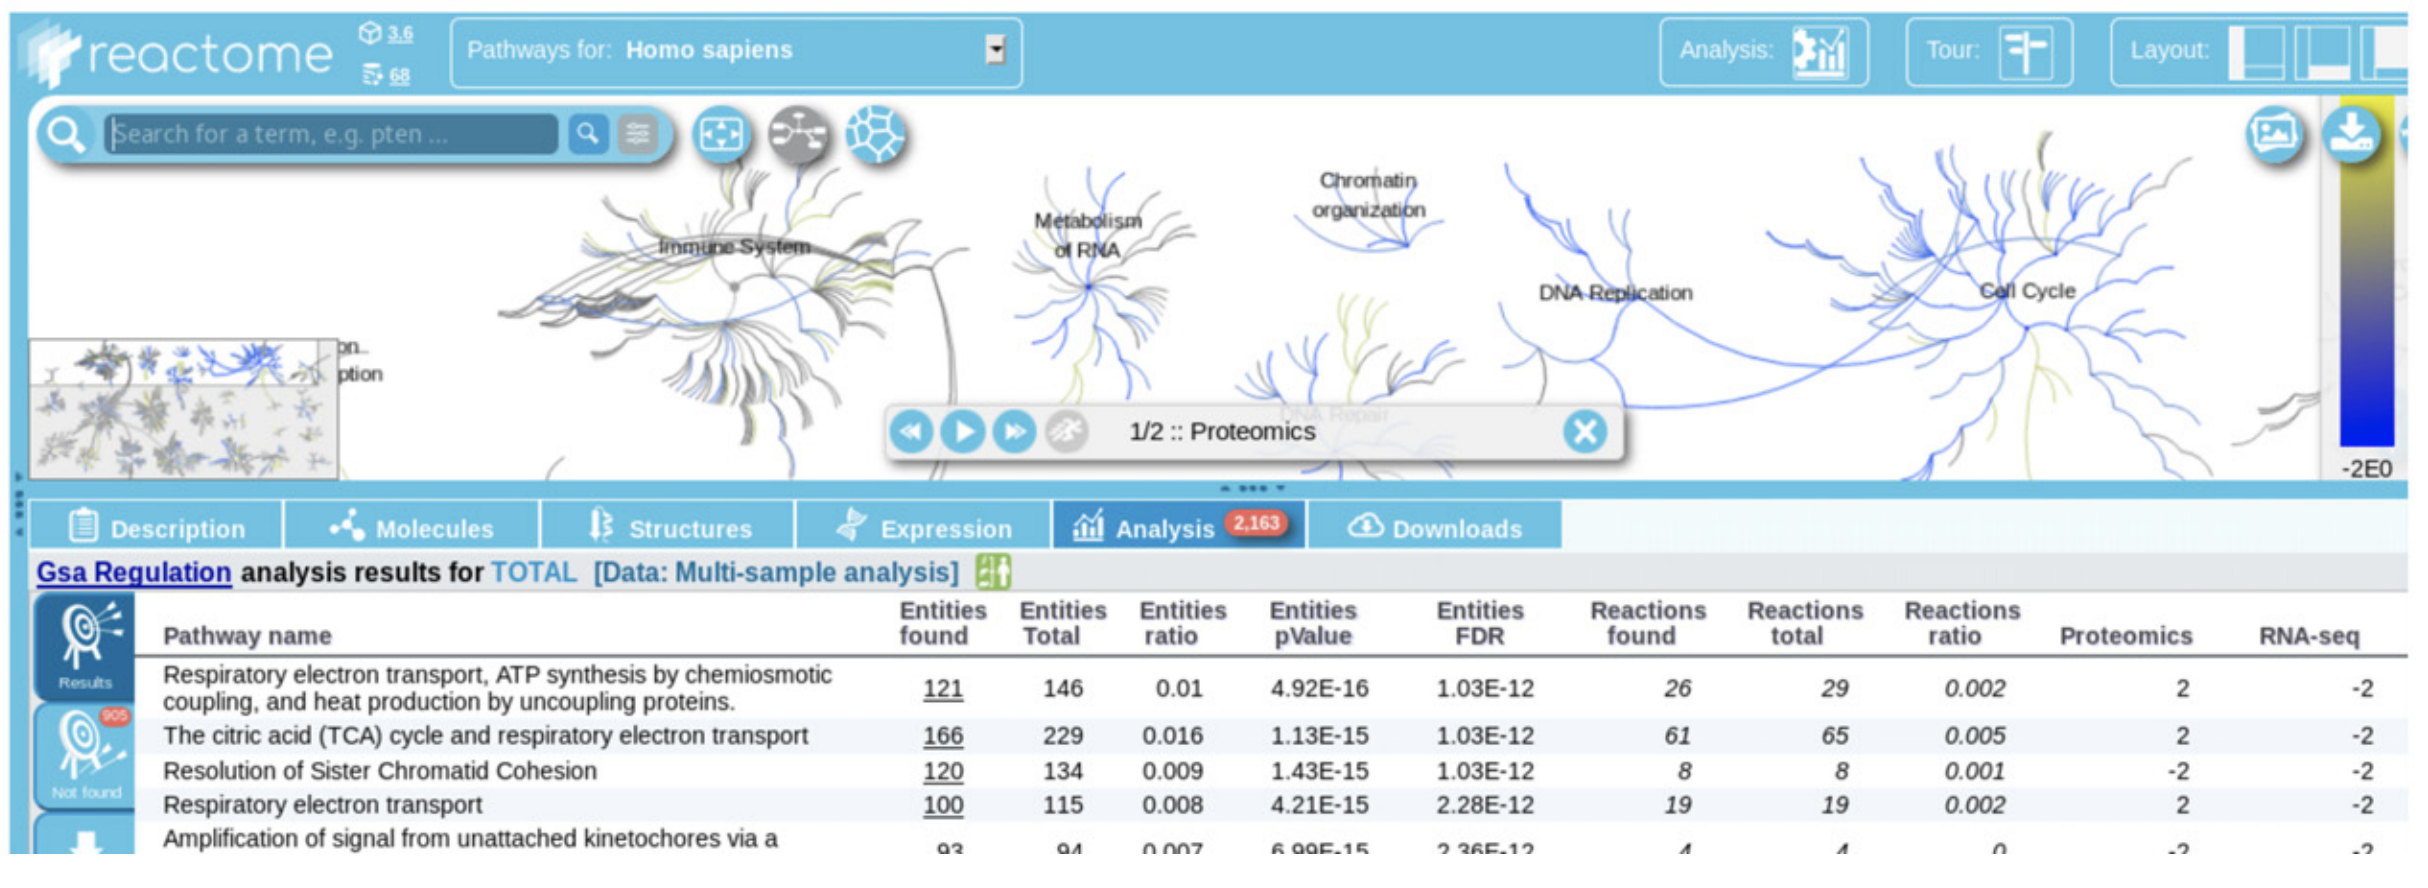 reactome
3.6
68
Pathways for: Homo sapiens
Analysis:
Tour:
Layout:
Search for a term, e.g. pten ...
Immune System
Metabolism
of RNA
Chromatin
organization
DNA Replication
Cell Cycle
on...
ption
DNA Repair
1/2 :: Proteomics
-2E0
Description
Molecules
Structures
Expression
Analysis 2,163
Downloads
Gsa Regulation analysis results for TOTAL [Data: Multi-sample analysis]
Results
905
Not found
Pathway name Entities found Entities Total Entities ratio Entities pValue Entities FDR Reactions found Reactions total Reactions ratio Proteomics RNA-seq
Respiratory electron transport, ATP synthesis by chemiosmotic
coupling, and heat production by uncoupling proteins. 121 146 0.01 4.92E-16 1.03E-12 26 29 0.002 2 -2
The citric acid (TCA) cycle and respiratory electron transport 166 229 0.016 1.13E-15 1.03E-12 61 65 0.005 2 -2
Resolution of Sister Chromatid Cohesion 120 134 0.009 1.43E-15 1.03E-12 8 8 0.001 -2 -2
Respiratory electron transport 100 115 0.008 4.21E-15 2.28E-12 19 19 0.002 2 -2
Amplification of signal from unattached kinetochores via a 93 94 0.007 6.99E-15 2.36E-12 4 4 0 -2 -2